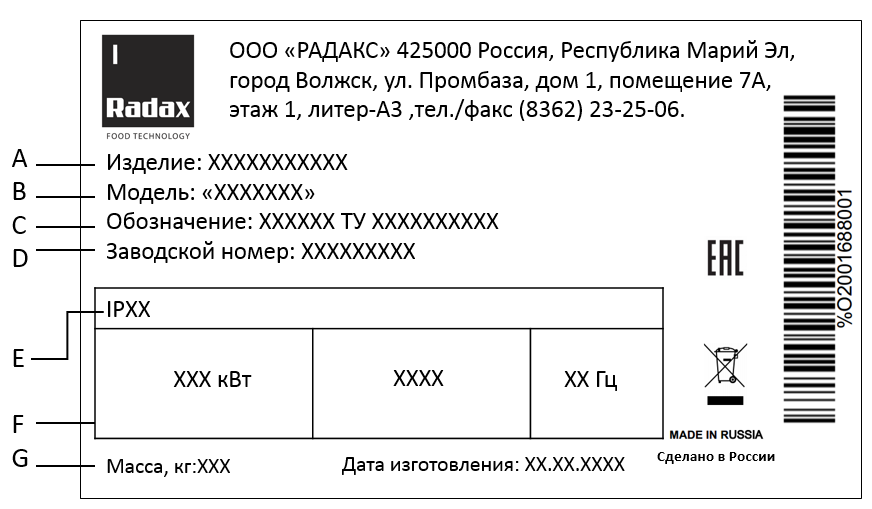 I
Radax
FOOD TECHNOLOGY
ООО «РАДАКС» 425000 Россия, Республика Марий Эл,
город Волжск, ул. Промбаза, дом 1, помещение 7А,
этаж 1, литер-А3 ,тел./факс (8362) 23-25-06.
A Изделие: XXXXXXXXXXX
B Модель: «XXXXXXX»
C Обозначение: XXXXXX ТУ XXXXXXXXXX
D Заводской номер: XXXXXXXXX
EAC
%O2001688001
IPXX
E
XXX кВт XXXX XX Гц
F
MADE IN RUSSIA
Сделано в России
G Масса, кг:XXX Дата изготовления: XX.XX.XXXX